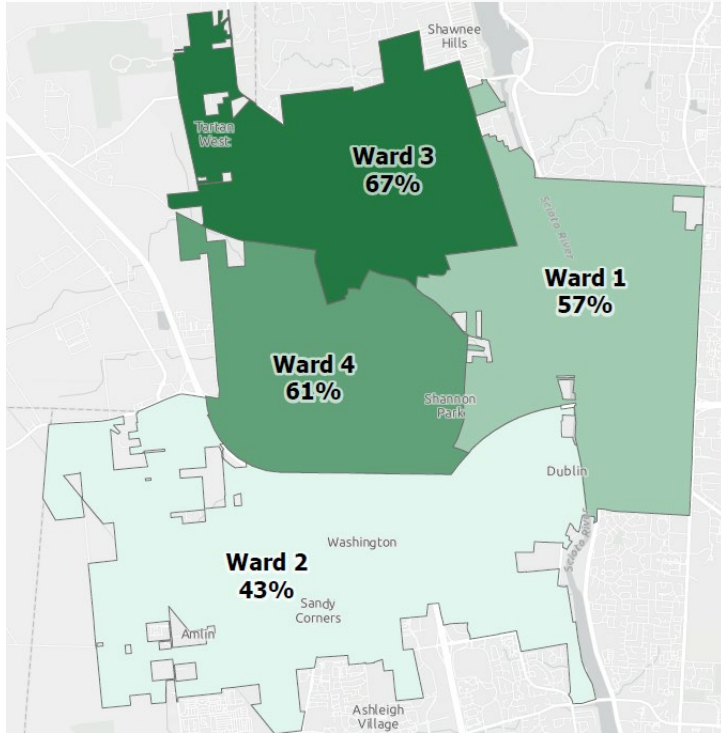 Shawnee
Hills
Tartan
West
Ward 3
67%
Scioto River
Ward 1
57%
Ward 4
61%
Shannon
Park
Dublin
Scioto River
Washington
Ward 2
43%
Sandy
Corners
Amlin
Ashleigh
Village